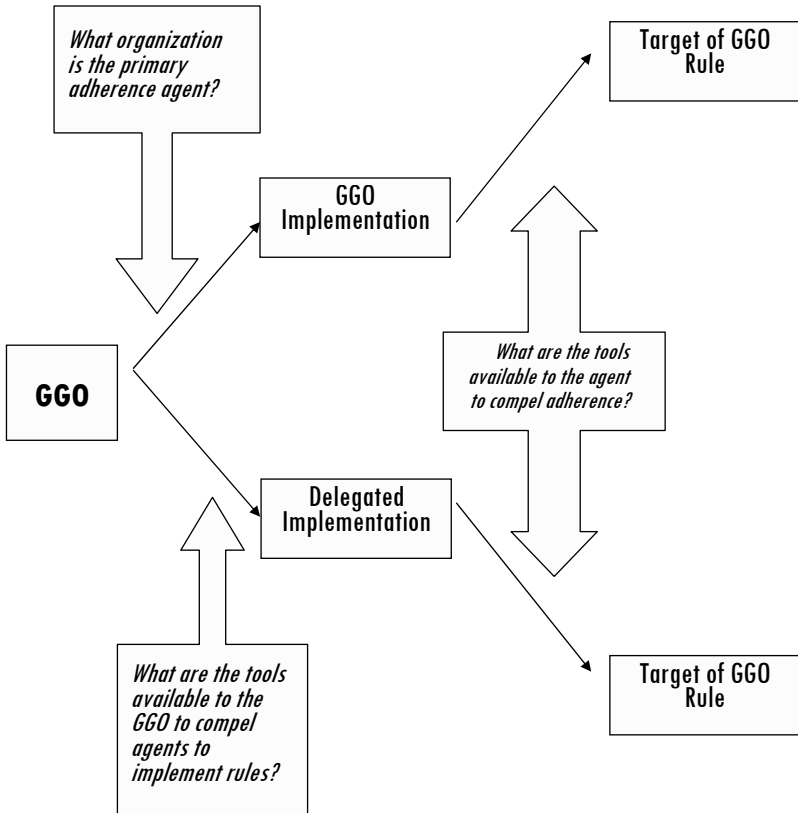 What organization
is the primary
adherence agent?
Target of GGO
Rule
GGO
Implementation
What are the tools
available to the agent
to compel adherence?
GGO
Delegated
Implementation
What are the tools
available to the
GGO to compel
agents to
implement rules?
Target of GGO
Rule